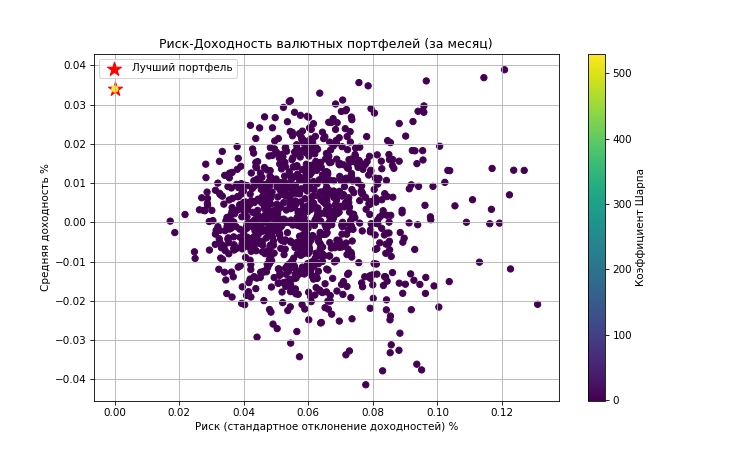 Риск-Доходность валютных портфелей (за месяц)
Лучший портфель
0.04
0.03
0.02
0.01
0.00
−0.01
−0.02
−0.03
−0.04
Средняя доходность %
0.00 0.02 0.04 0.06 0.08 0.10 0.12
Риск (стандартное отклонение доходностей) %
500
400
300
200
100
0
Коэффициент Шарпа